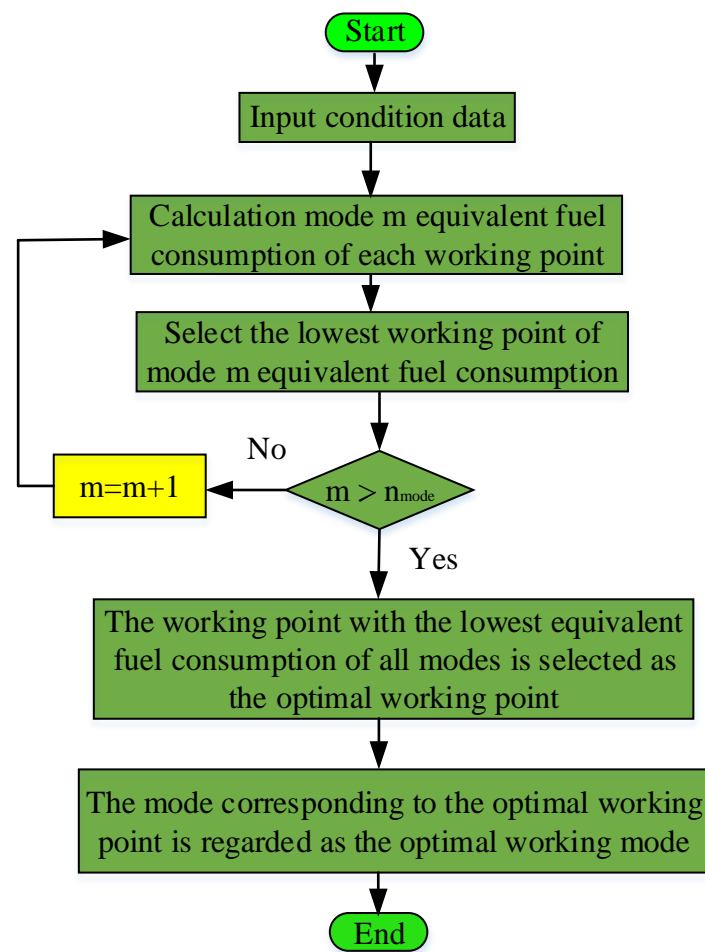 Start
Input condition data
Calculation mode m equivalent fuel
consumption of each working point
Select the lowest working point of
mode m equivalent fuel consumption
No
m=m+1
m > nmode
Yes
The working point with the lowest equivalent
fuel consumption of all modes is selected as
the optimal working point
The mode corresponding to the optimal working
point is regarded as the optimal working mode
End